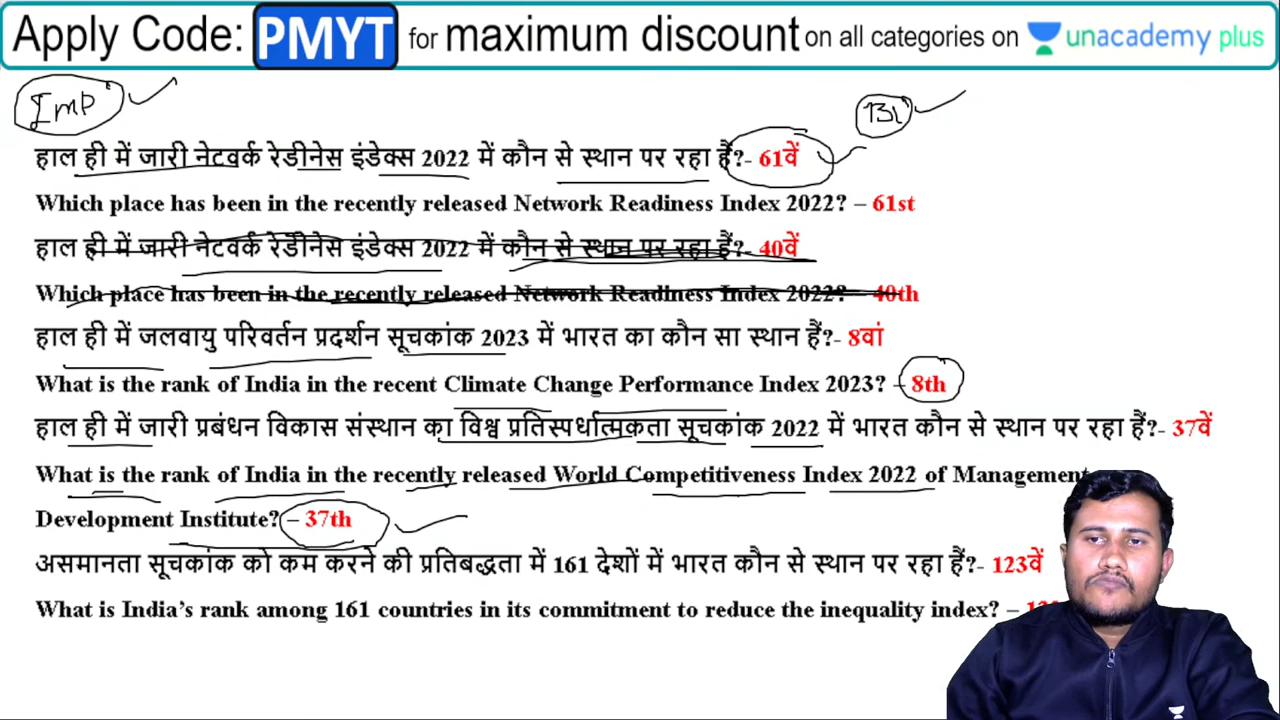 Apply Code: PMYT for maximum discount on all categories on unacademy plus
Imp
हाल ही में जारी नेटवर्क रेडीनेस इंडेक्स 2022 में कौन से स्थान पर रहा है?- 61वें
Which place has been in the recently released Network Readiness Index 2022? – 61st
हाल ही में जारी नेटवर्क रेडीनेस इंडेक्स 2022 में कौन से स्थान पर रहा हैं?- 40वें
Which place has been in the recently released Network Readiness Index 2022? – 40th
हाल ही में जलवायु परिवर्तन प्रदर्शन सूचकांक 2023 में भारत का कौन सा स्थान हैं?- 8वां
What is the rank of India in the recent Climate Change Performance Index 2023? – 8th
हाल ही में जारी प्रबंधन विकास संस्थान का विश्व प्रतिस्पर्धात्मकता सूचकांक 2022 में भारत कौन से स्थान पर रहा हैं?- 37वें
What is the rank of India in the recently released World Competitiveness Index 2022 of Management
Development Institute? – 37th
असमानता सूचकांक को कम करने की प्रतिबद्धता में 161 देशों में भारत कौन से स्थान पर रहा हैं?- 123वें
What is India's rank among 161 countries in its commitment to reduce the inequality index? –